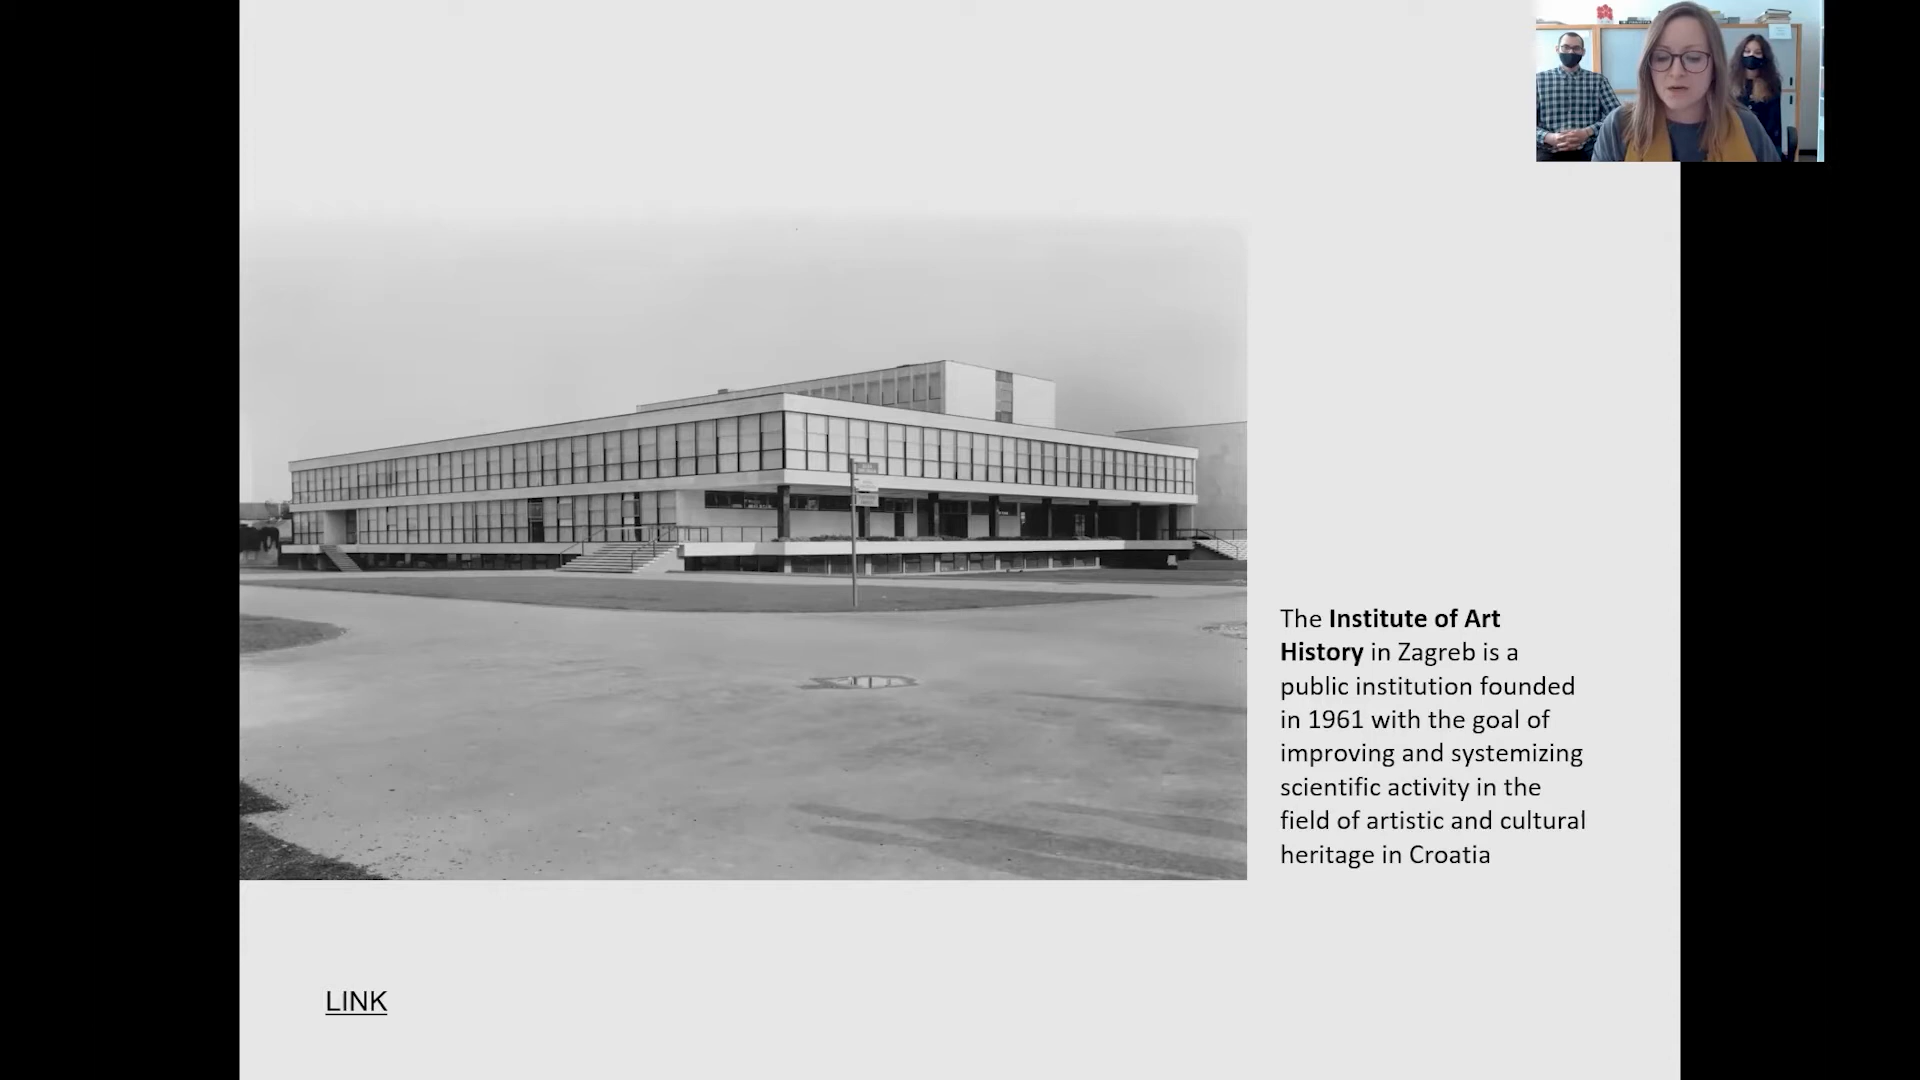 The Institute of Art
History in Zagreb is a
public institution founded
in 1961 with the goal of
improving and systemizing
scientific activity in the
field of artistic and cultural
heritage in Croatia
LINK